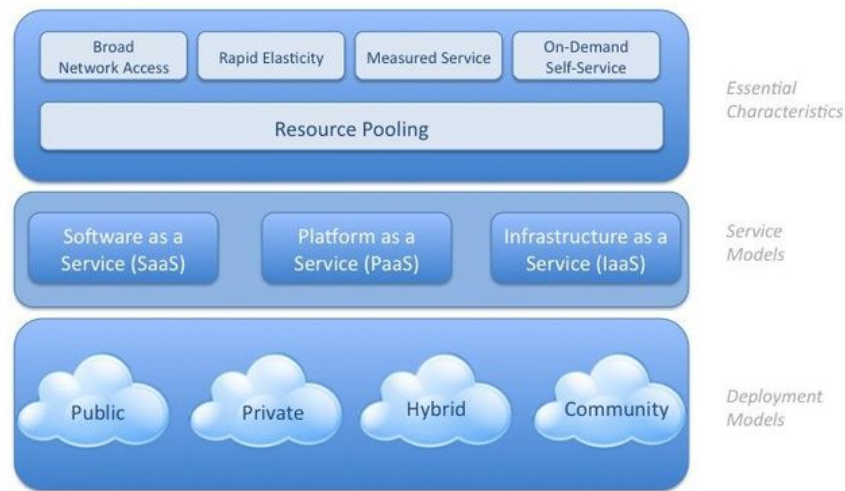 Broad
Network Access
Rapid Elasticity
Measured Service
On-Demand
Self-Service
Resource Pooling
Essential
Characteristics
Software as a
Service (SaaS)
Platform as a
Service (PaaS)
Infrastructure as a
Service (IaaS)
Service
Models
Public
Private
Hybrid
Community
Deployment
Models